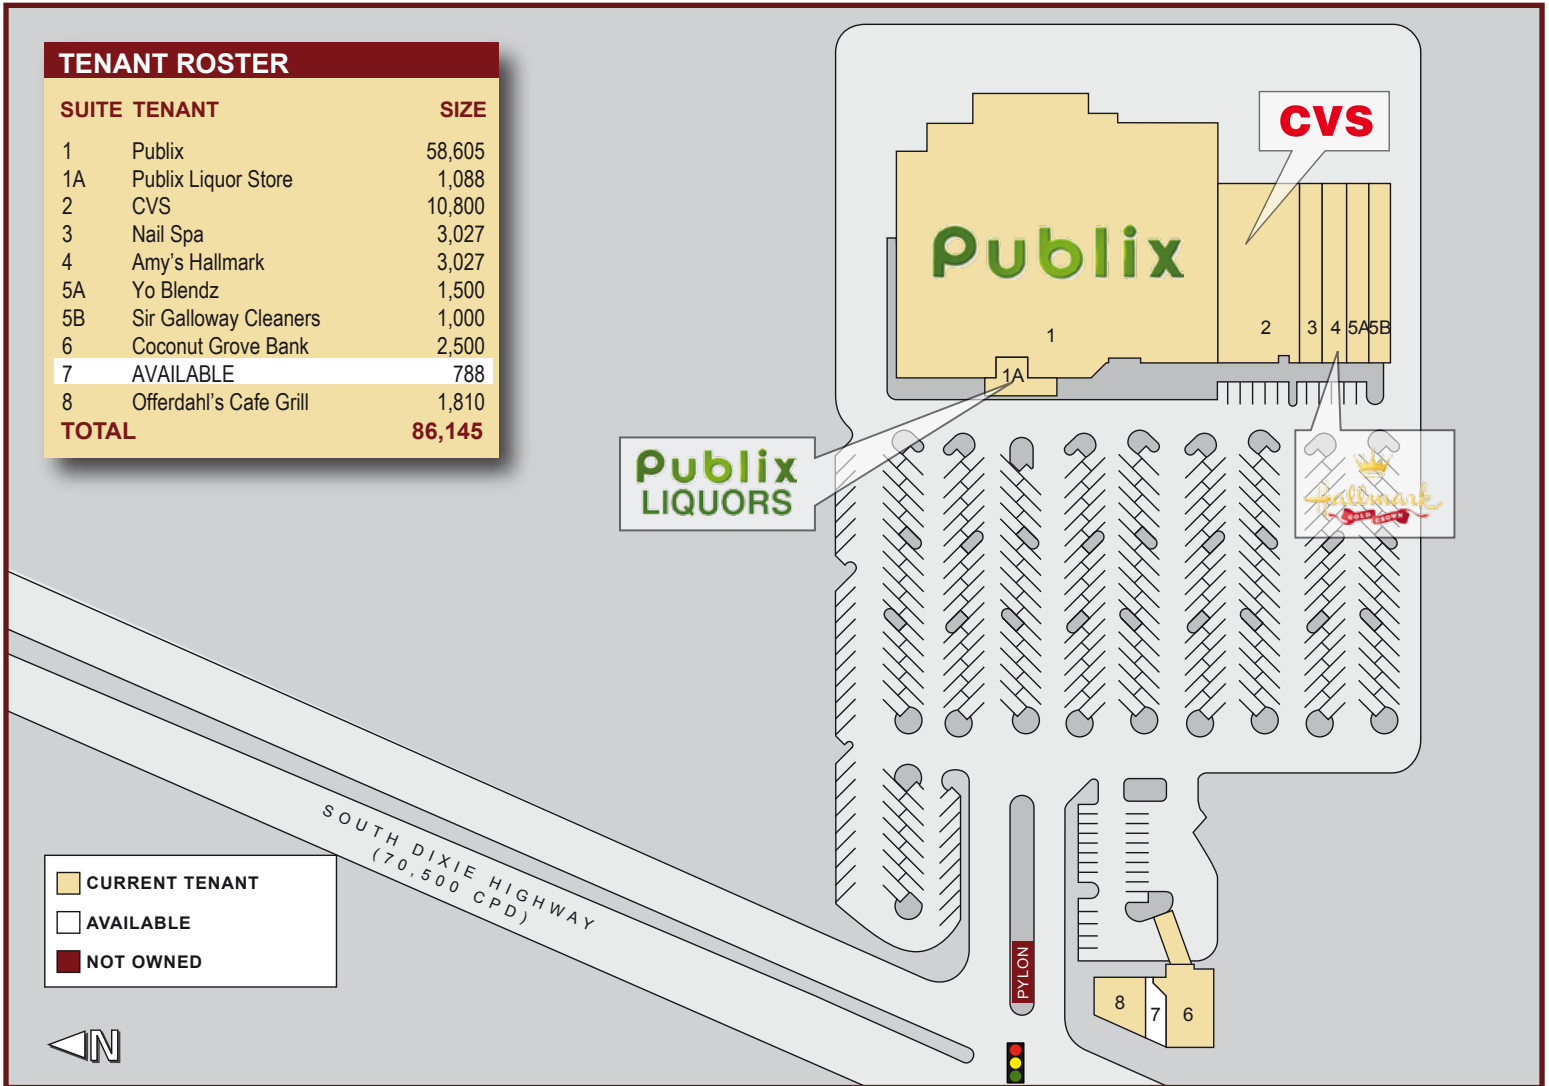 TENANT ROSTER
SUITE TENANT SIZE
1 Publix 58,605
1A Publix Liquor Store 1,088
2 CVS 10,800
3 Nail Spa 3,027
4 Amy's Hallmark 3,027
5A Yo Blendz 1,500
5B Sir Galloway Cleaners 1,000
6 Coconut Grove Bank 2,500
7 AVAILABLE 788
8 Offerdahl's Cafe Grill 1,810
TOTAL 86,145
CVS
Publix
1
2
3
4
5A
5B
1A
Publix
LIQUORS
Hallmark
GOLD CROWN
SOUTH DIXIE HIGHWAY
(70,500 CPD)
CURRENT TENANT
AVAILABLE
NOT OWNED
PYLON
8
7
6
N